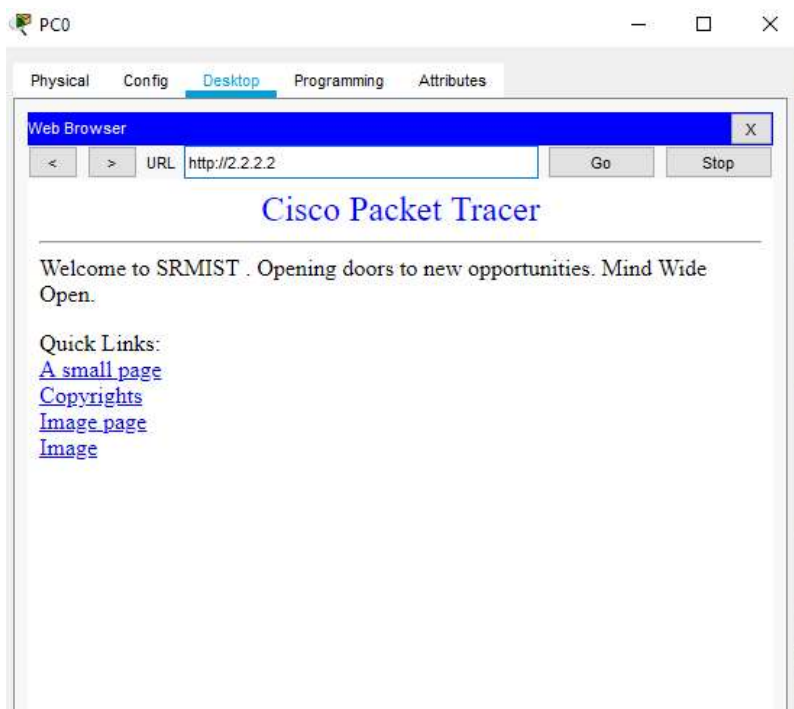 PC0
Physical Config Desktop Programming Attributes
Web Browser X
< > URL http://2.2.2.2 Go Stop
Cisco Packet Tracer
Welcome to SRMIST . Opening doors to new opportunities. Mind Wide
Open.
Quick Links:
A small page
Copyrights
Image page
Image